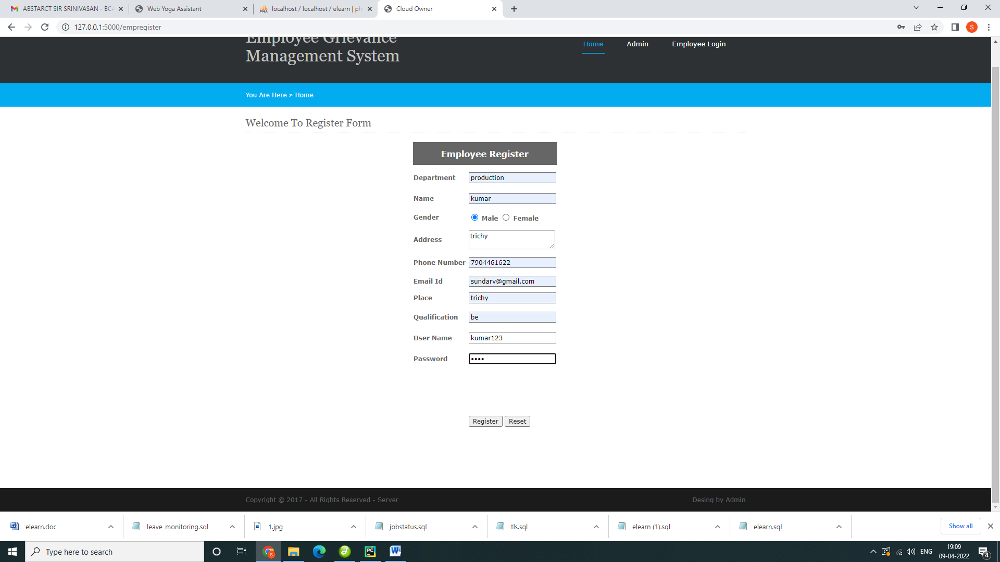 ABSTARCT SIR SRINIVASAN - BCA
Web Yoga Assistant
localhost / localhost / elearn | ph
Cloud Owner
127.0.0.1:5000/empregister
S
Employee Grievance
Management System
Home
Admin
Employee Login
You Are Here » Home
Welcome To Register Form
Employee Register
Department production
Name kumar
Gender Male Female
Address trichy
Phone Number 7904461622
Email Id sundarv@gmail.com
Place trichy
Qualification be
User Name kumar123
Password ••••
Register Reset
Copyright © 2017 - All Rights Reserved - Server
Desing by Admin
elearn.doc
leave_monitoring.sql
1.jpg
jobstatus.sql
tls.sql
elearn (1).sql
elearn.sql
Show all
Type here to search
ENG
19:09
09-04-2022
4